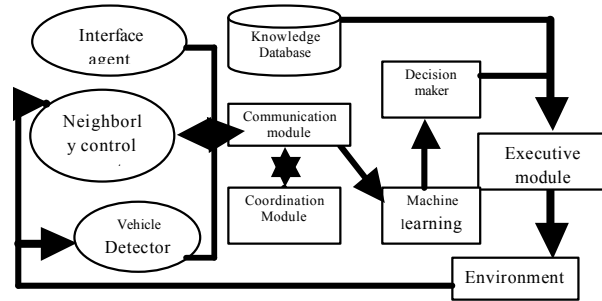 Interface
agent
Knowledge
Database
Decision
maker
Neighborl
y control
Communication
module
Executive
module
Coordination
Module
Machine
learning
Vehicle
Detector
Environment